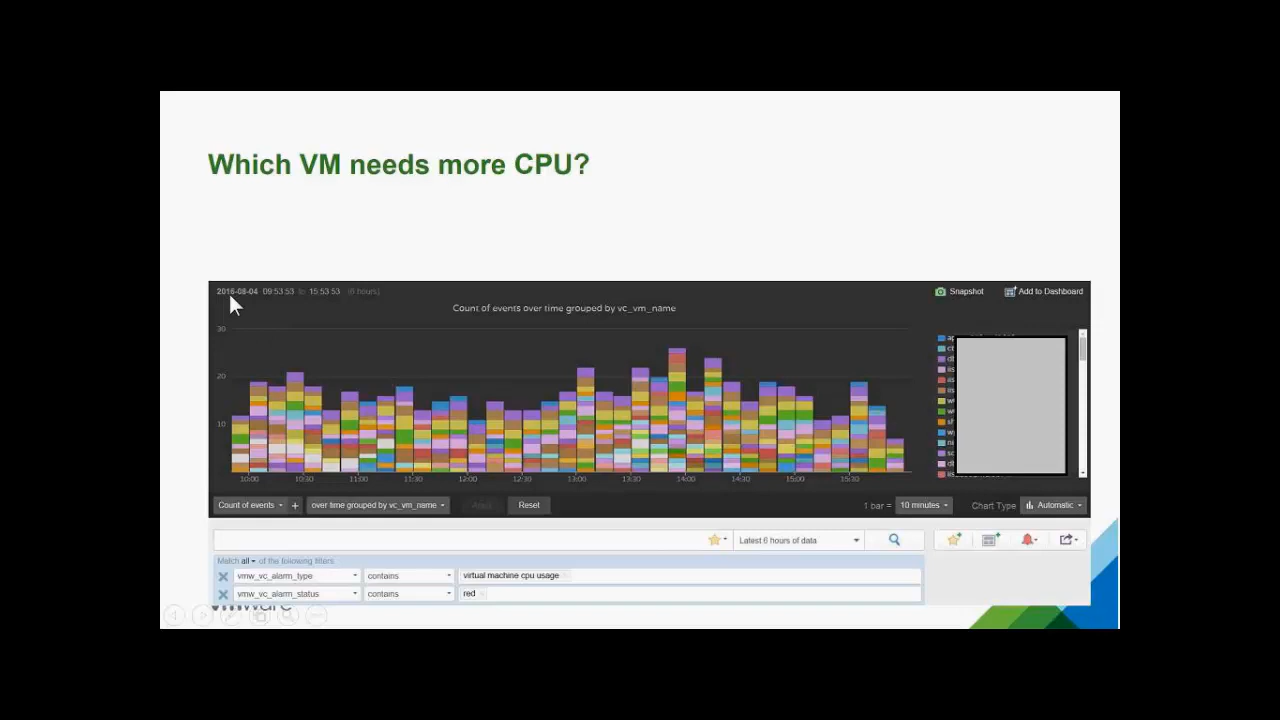 Which VM needs more CPU?
2016-08-04 09:53:53 to 15:53:53 (6 hours)
Snapshot
Add to Dashboard
Count of events over time grouped by vc_vm_name
30
20
10
10:00 10:30 11:00 11:30 12:00 12:30 13:00 13:30 14:00 14:30 15:00 15:30
Count of events + over time grouped by vc_vm_name Reset
1 bar = 10 minutes Chart Type Automatic
Latest 6 hours of data
Match all of the following filters
vmw_vc_alarm_type contains virtual machine cpu usage
vmw_vc_alarm_status contains red
vmware